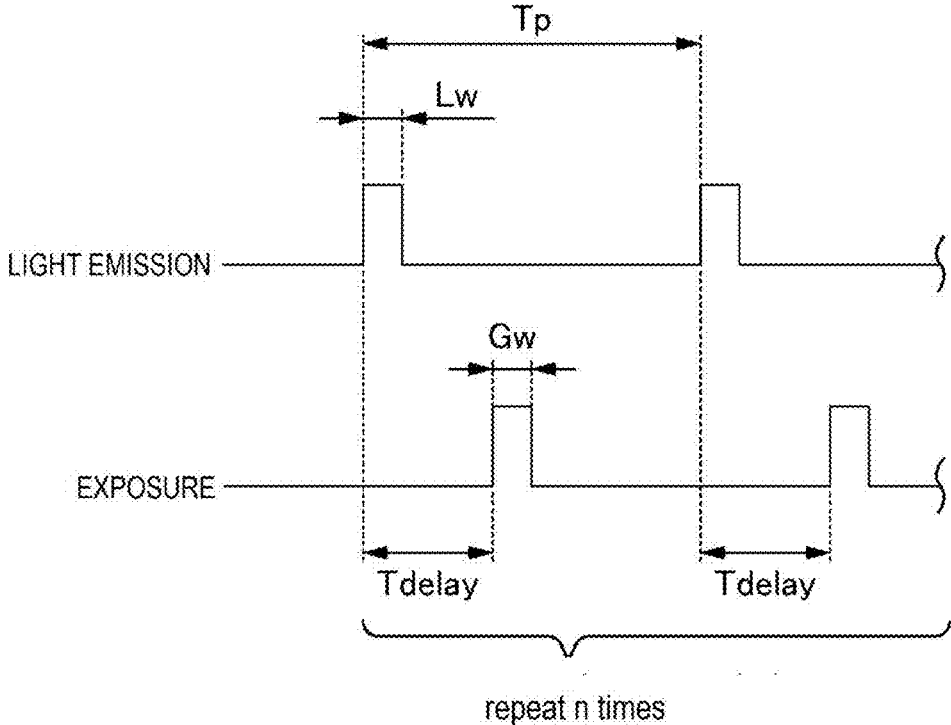 Tp
Lw
LIGHT EMISSION
Gw
EXPOSURE
Tdelay
Tdelay
repeat n times